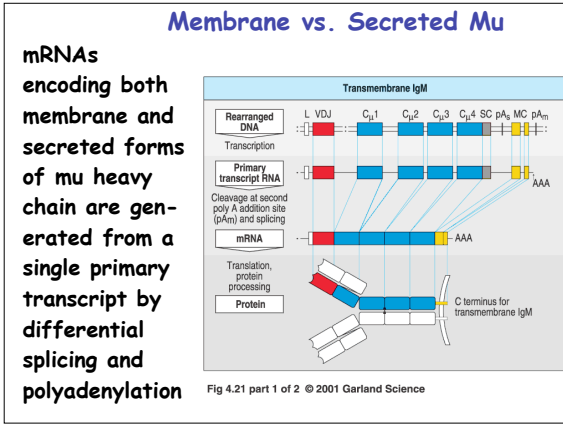 Membrane vs. Secreted Mu
mRNAs
encoding both
membrane and
secreted forms
of mu heavy
chain are gen-
erated from a
single primary
transcript by
differential
splicing and
polyadenylation
Transmembrane IgM
Rearranged
DNA
L VDJ Cμ1 Cμ2 Cμ3 Cμ4 SC pAs MC pAm
Transcription
Primary
transcript RNA
AAA
Cleavage at second
poly A addition site
(pAm) and splicing
mRNA
AAA
Translation,
protein
processing
Protein
C terminus for
transmembrane IgM
Fig 4.21 part 1 of 2 © 2001 Garland Science